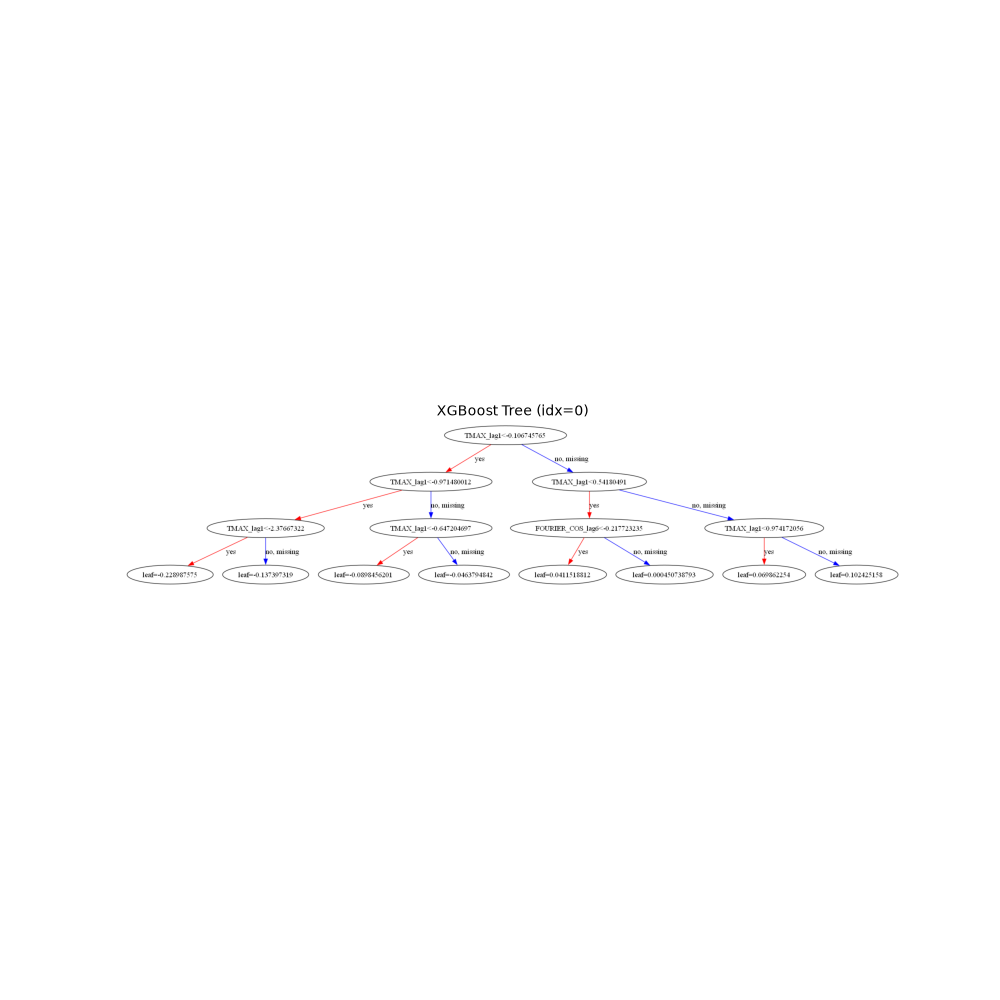 XGBoost Tree (idx=0)
TMAX_lag1<-0.106745765
yes
no, missing
TMAX_lag1<-0.971480012
TMAX_lag1<0.54180491
yes
no, missing
yes
no, missing
TMAX_lag1<-2.37667322
TMAX_lag1<-0.647204697
FOURIER_COS_lag6<-0.217723235
TMAX_lag1<0.974172056
yes
no, missing
yes
no, missing
yes
no, missing
yes
no, missing
leaf=-0.228987575
leaf=-0.137397319
leaf=-0.0898456201
leaf=-0.0463794842
leaf=0.0411518812
leaf=0.000450738793
leaf=0.069862254
leaf=0.102425158